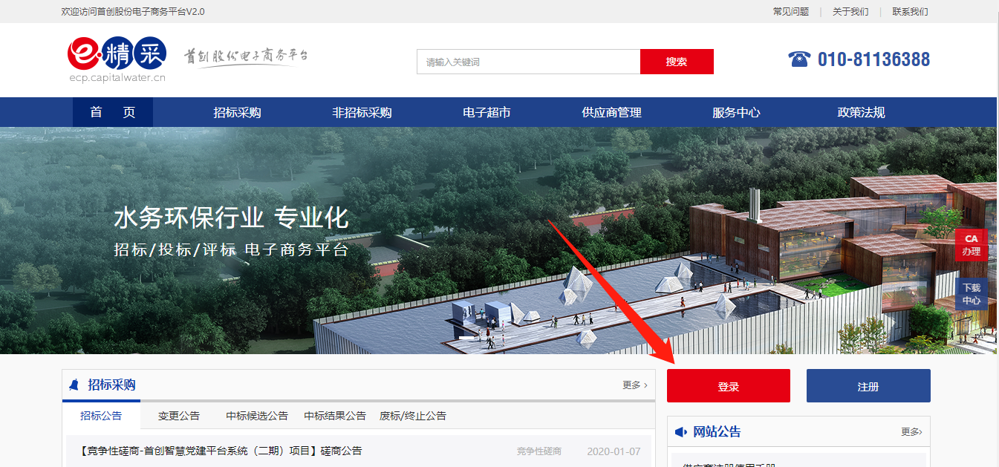 欢迎访问首创股份电子商务平台V2.0
常见问题 | 关于我们 | 联系我们
e·精采
ecp.capitalwater.cn
首创股份电子商务平台
请输入关键词
搜索
010-81136388
首 页
招标采购
非招标采购
电子超市
供应商管理
服务中心
政策法规
水务环保行业 专业化
招标/投标/评标 电子商务平台
CA
办理
下载
中心
招标采购
更多 ›
登录
注册
招标公告
变更公告
中标候选公告
中标结果公告
废标/终止公告
【竞争性磋商-首创智慧党建平台系统（二期）项目】磋商公告
竞争性磋商
2020-01-07
网站公告
更多›
供应商注册使用手册